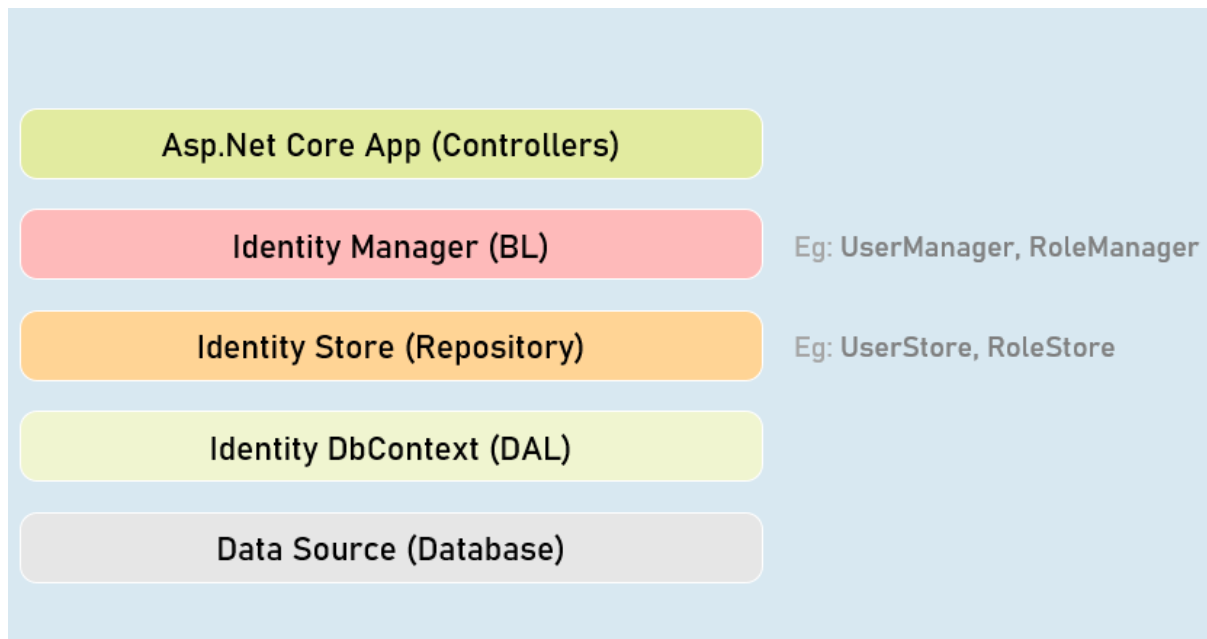 Asp.Net Core App (Controllers)
Identity Manager (BL)
Eg: UserManager, RoleManager
Identity Store (Repository)
Eg: UserStore, RoleStore
Identity DbContext (DAL)
Data Source (Database)